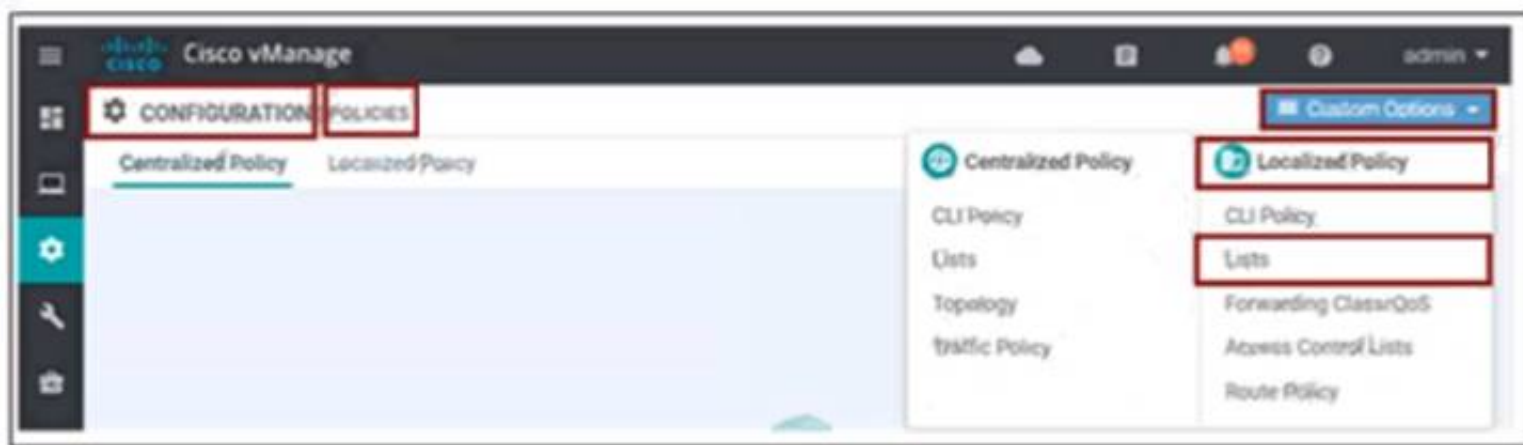 CISCO Cisco vManage admin
CONFIGURATION POLICIES Custom Options
Centralized Policy Localized Policy
Centralized Policy
CLI Policy
Lists
Topology
Traffic Policy
Localized Policy
CLI Policy
Lists
Forwarding Class/QoS
Access Control Lists
Route Policy